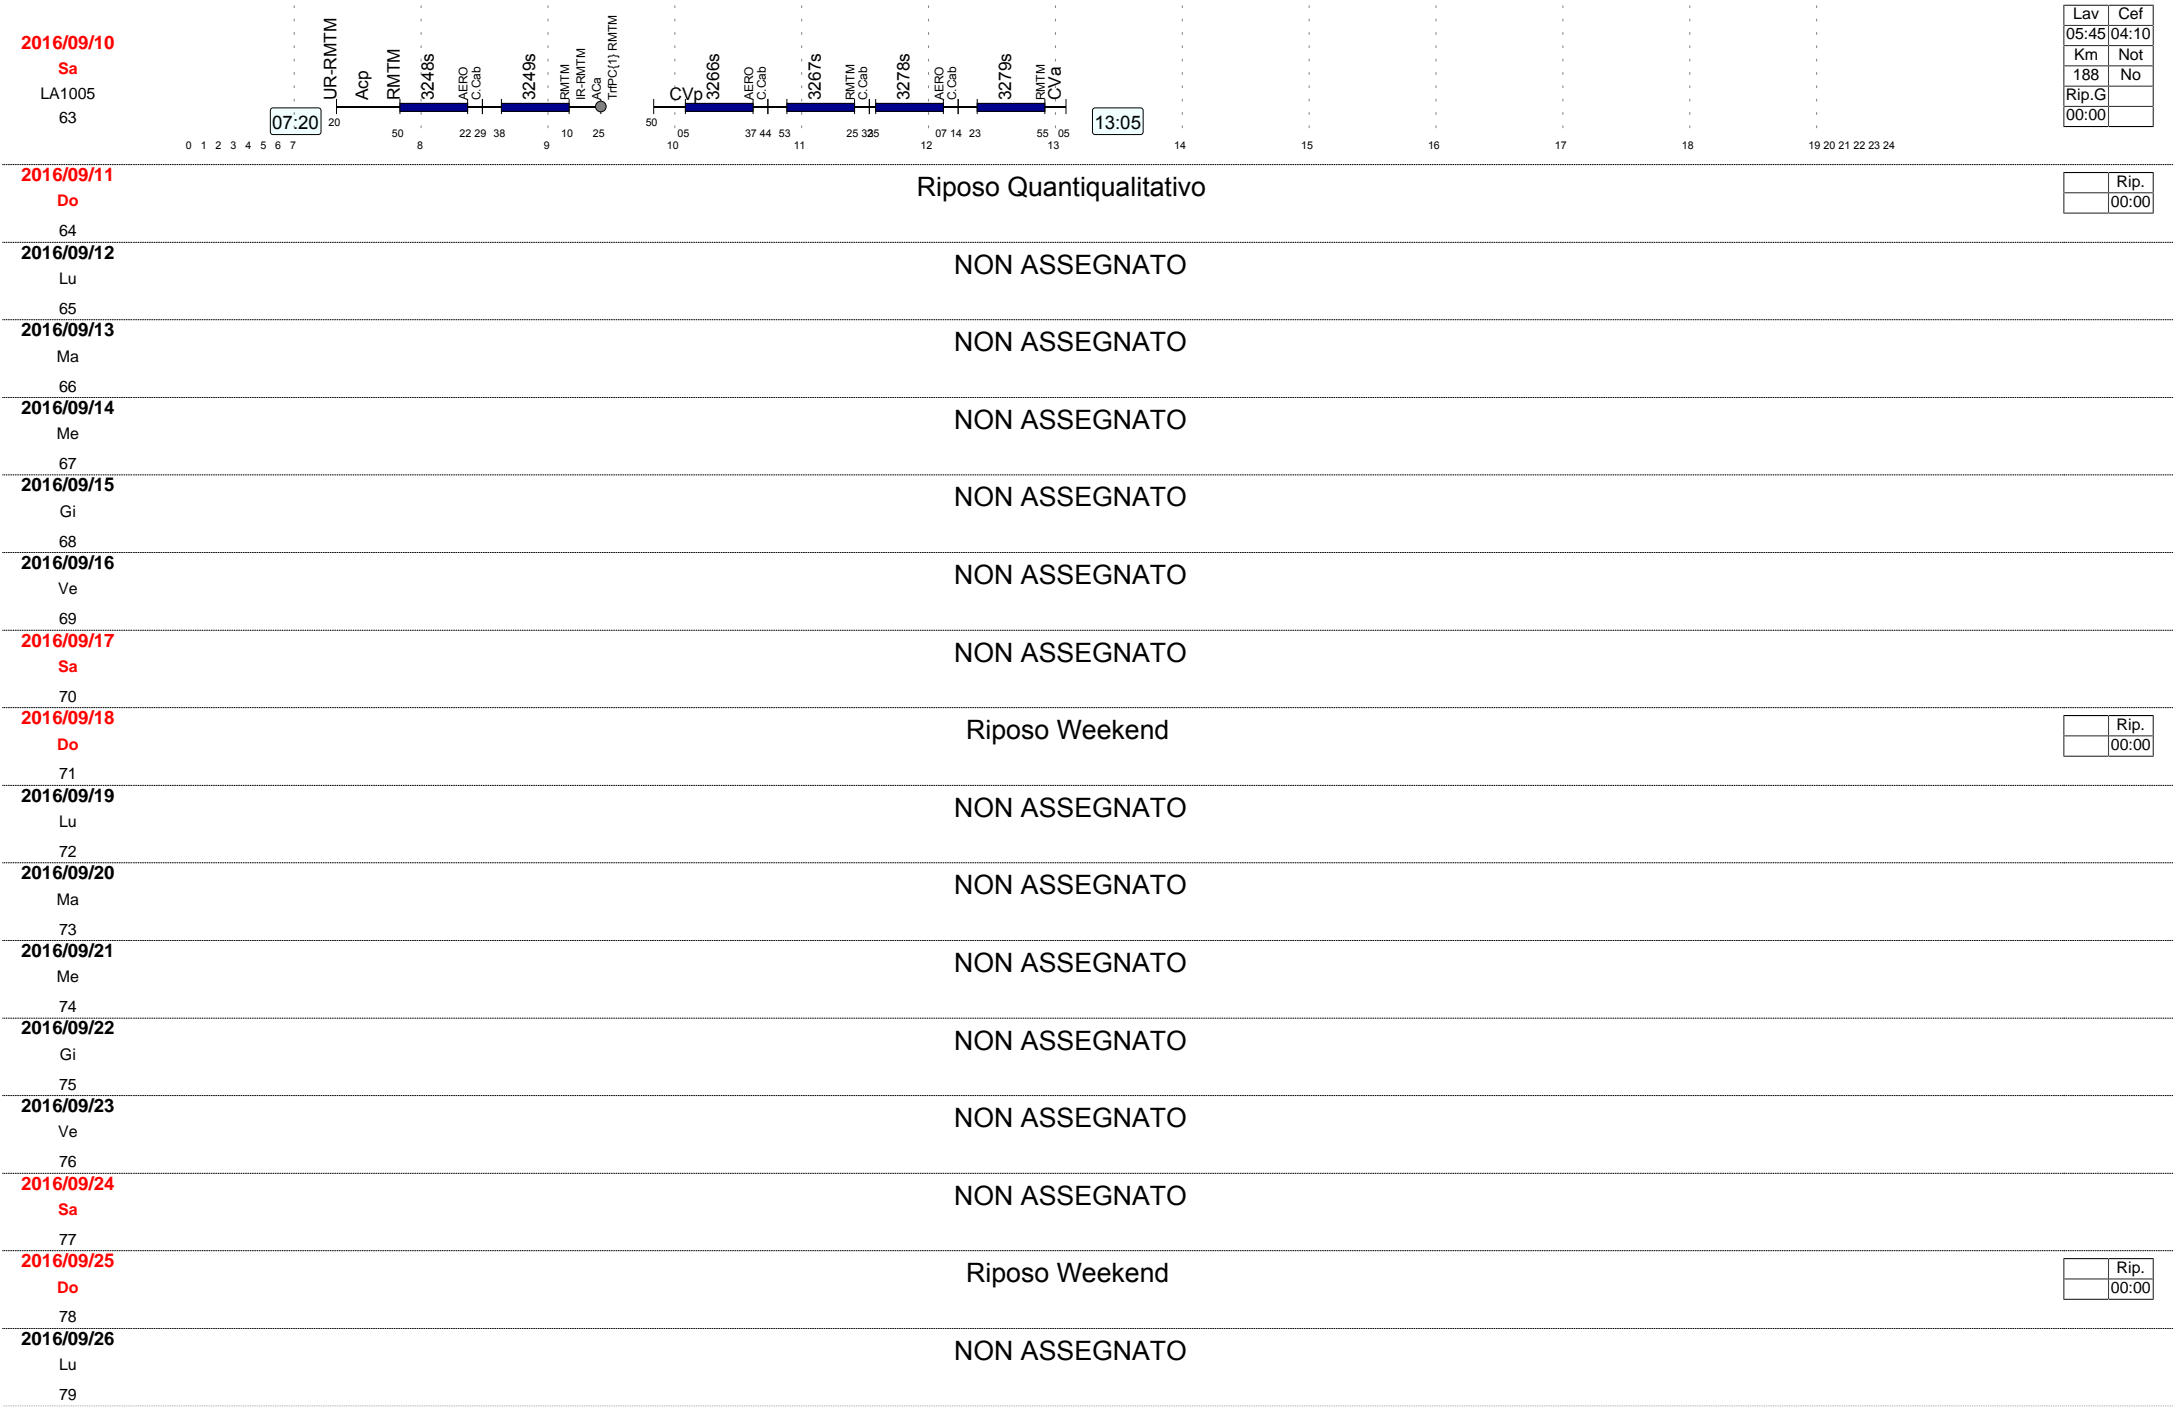 2016/09/10
Sa
LA1005
63
07:20
UR-RMTM Acp RMTM 3248s AERO C.Cab 3249s RMTM IR-RMTM ACa TrfPC{1} RMTM CVp 3266s AERO C.Cab 3267s RMTM C.Cab 3278s AERO C.Cab 3279s RMTM CVa
20 50 22 29 38 10 25 50 05 37 44 53 25 32 35 07 14 23 55 05
13:05
0 1 2 3 4 5 6 7 8 9 10 11 12 13 14 15 16 17 18 19 20 21 22 23 24
Lav Cef
05:45 04:10
Km Not
188 No
Rip.G
00:00
2016/09/11
Do
64
Riposo Quantiqualitativo
Rip.
00:00
2016/09/12
Lu
65
NON ASSEGNATO
2016/09/13
Ma
66
NON ASSEGNATO
2016/09/14
Me
67
NON ASSEGNATO
2016/09/15
Gi
68
NON ASSEGNATO
2016/09/16
Ve
69
NON ASSEGNATO
2016/09/17
Sa
70
NON ASSEGNATO
2016/09/18
Do
71
Riposo Weekend
Rip.
00:00
2016/09/19
Lu
72
NON ASSEGNATO
2016/09/20
Ma
73
NON ASSEGNATO
2016/09/21
Me
74
NON ASSEGNATO
2016/09/22
Gi
75
NON ASSEGNATO
2016/09/23
Ve
76
NON ASSEGNATO
2016/09/24
Sa
77
NON ASSEGNATO
2016/09/25
Do
78
Riposo Weekend
Rip.
00:00
2016/09/26
Lu
79
NON ASSEGNATO